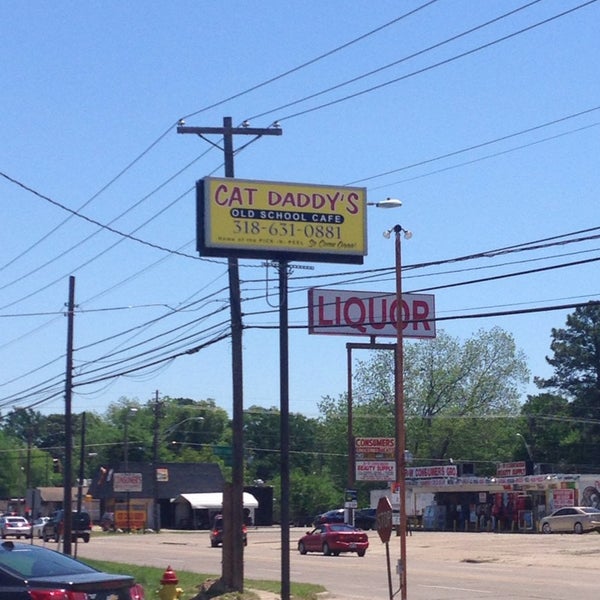 CAT DADDY'S
OLD SCHOOL CAFE
318-631-0881
Home of the PICK-N-PEEL So Come Onna!
LIQUOR
CONSUMERS
BEAUTY
SUPPLY
CONSUMERS